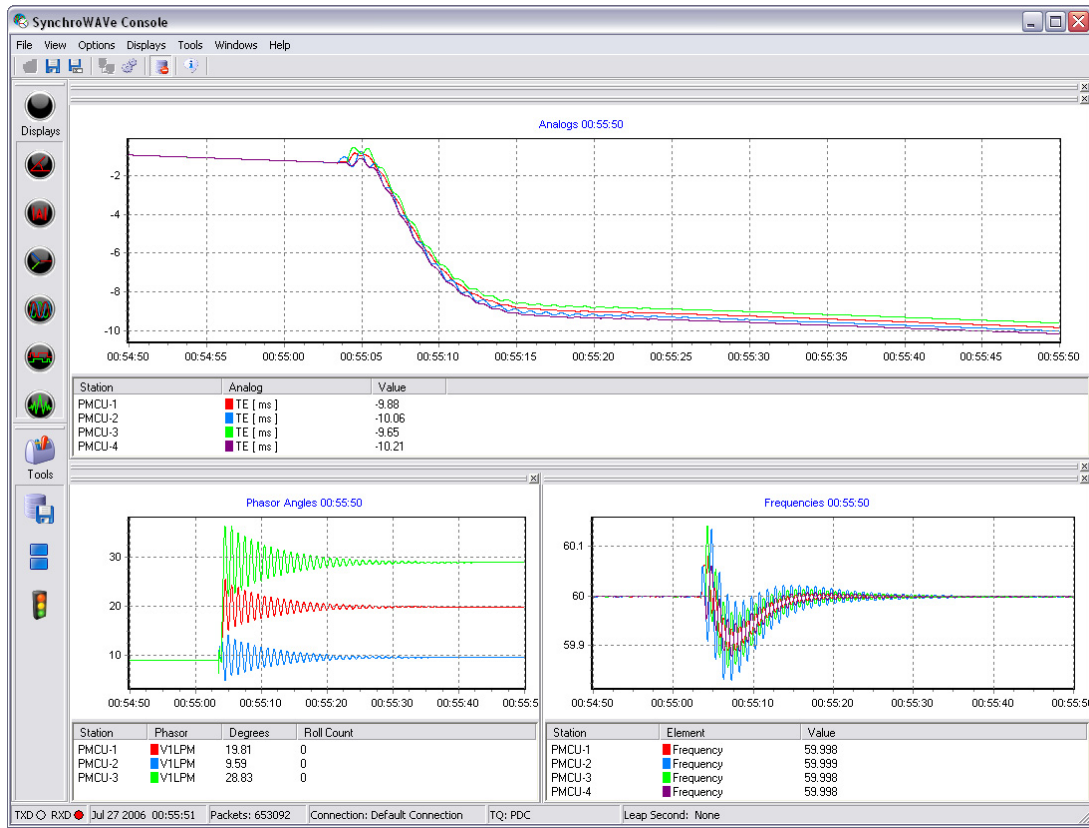 SynchroWAVe Console
File View Options Displays Tools Windows Help
Displays
Tools
Analogs 00:55:50
-2
-4
-6
-8
-10
00:54:50 00:54:55 00:55:00 00:55:05 00:55:10 00:55:15 00:55:20 00:55:25 00:55:30 00:55:35 00:55:40 00:55:45 00:55:50
Station Analog Value
PMCU-1 TE [ ms ] -9.88
PMCU-2 TE [ ms ] -10.06
PMCU-3 TE [ ms ] -9.65
PMCU-4 TE [ ms ] -10.21
Phasor Angles 00:55:50
30
20
10
00:54:50 00:55:00 00:55:10 00:55:20 00:55:30 00:55:40 00:55:5
Station Phasor Degrees Roll Count
PMCU-1 V1LPM 19.81 0
PMCU-2 V1LPM 9.59 0
PMCU-3 V1LPM 28.83 0
Frequencies 00:55:50
60.1
60
59.9
00:54:50 00:55:00 00:55:10 00:55:20 00:55:30 00:55:40 00:55:50
Station Element Value
PMCU-1 Frequency 59.998
PMCU-2 Frequency 59.999
PMCU-3 Frequency 59.998
PMCU-4 Frequency 59.998
TXD RXD Jul 27 2006 00:55:51 Packets: 653092 Connection: Default Connection TQ: PDC Leap Second: None